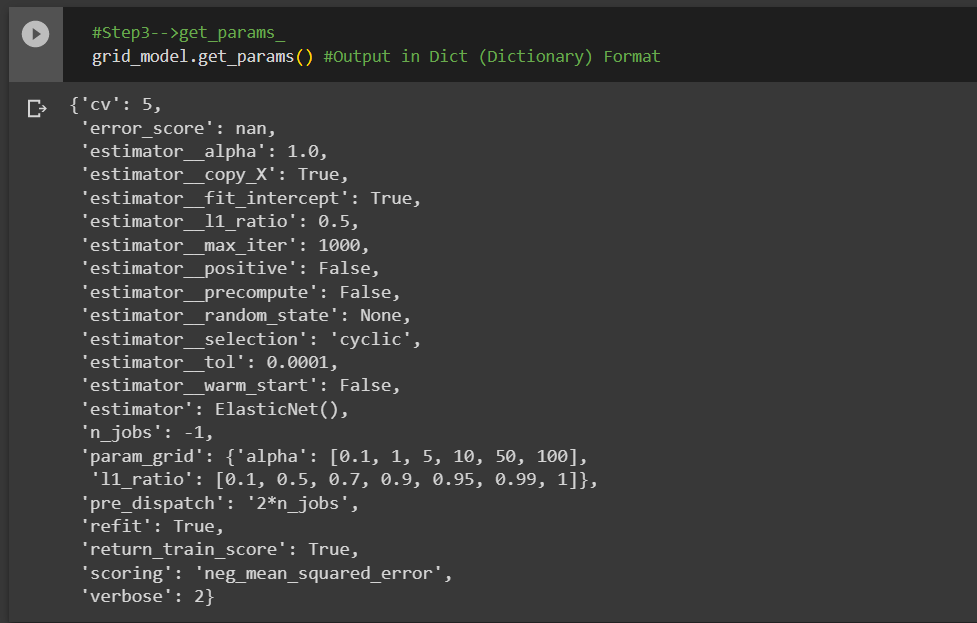 #Step3-->get_params_
grid_model.get_params() #Output in Dict (Dictionary) Format
{'cv': 5,
 'error_score': nan,
 'estimator__alpha': 1.0,
 'estimator__copy_X': True,
 'estimator__fit_intercept': True,
 'estimator__l1_ratio': 0.5,
 'estimator__max_iter': 1000,
 'estimator__positive': False,
 'estimator__precompute': False,
 'estimator__random_state': None,
 'estimator__selection': 'cyclic',
 'estimator__tol': 0.0001,
 'estimator__warm_start': False,
 'estimator': ElasticNet(),
 'n_jobs': -1,
 'param_grid': {'alpha': [0.1, 1, 5, 10, 50, 100],
  'l1_ratio': [0.1, 0.5, 0.7, 0.9, 0.95, 0.99, 1]},
 'pre_dispatch': '2*n_jobs',
 'refit': True,
 'return_train_score': True,
 'scoring': 'neg_mean_squared_error',
 'verbose': 2}